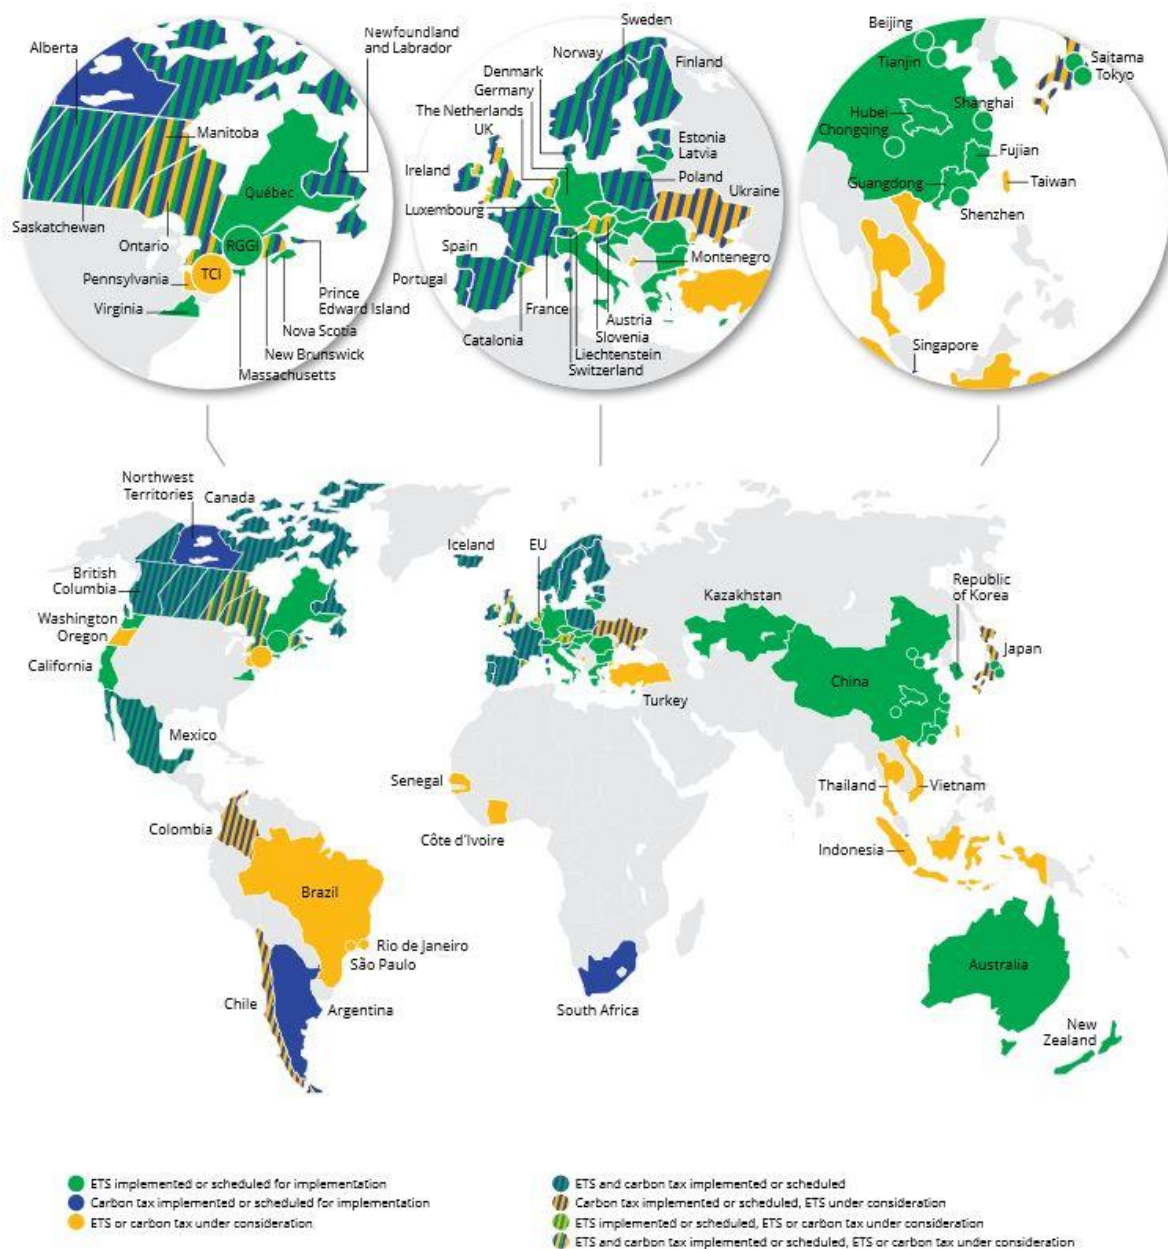 Alberta
Newfoundland
and Labrador
Manitoba
Québec
Saskatchewan
Ontario
RGGI
TCI
Pennsylvania
Virginia
Prince
Edward Island
Nova Scotia
New Brunswick
Massachusetts
Sweden
Norway
Finland
Denmark
Germany
The Netherlands
UK
Estonia
Latvia
Ireland
Poland
Ukraine
Luxembourg
Spain
Montenegro
Portugal
France
Austria
Catalonia
Slovenia
Liechtenstein
Switzerland
Beijing
Tianjin
Saitama
Tokyo
Hubei
Shanghai
Chongqing
Fujian
Guangdong
Taiwan
Shenzhen
Singapore
Northwest
Territories
Canada
Iceland
EU
British
Columbia
Kazakhstan
Republic
of Korea
Washington
Oregon
Japan
California
China
Turkey
Mexico
Senegal
Thailand
Vietnam
Colombia
Côte d'Ivoire
Indonesia
Brazil
Rio de Janeiro
São Paulo
Australia
Chile
Argentina
South Africa
New
Zealand
ETS implemented or scheduled for implementation
Carbon tax implemented or scheduled for implementation
ETS or carbon tax under consideration
ETS and carbon tax implemented or scheduled
Carbon tax implemented or scheduled, ETS under consideration
ETS implemented or scheduled, ETS or carbon tax under consideration
ETS and carbon tax implemented or scheduled, ETS or carbon tax under consideration